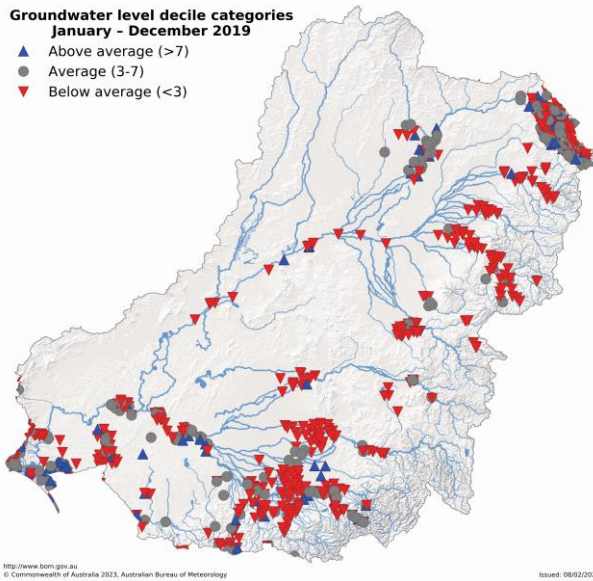 Groundwater level decile categories
January – December 2019
Above average (>7)
Average (3-7)
Below average (<3)
http://www.bom.gov.au
© Commonwealth of Australia 2023, Australian Bureau of Meteorology
Issued: